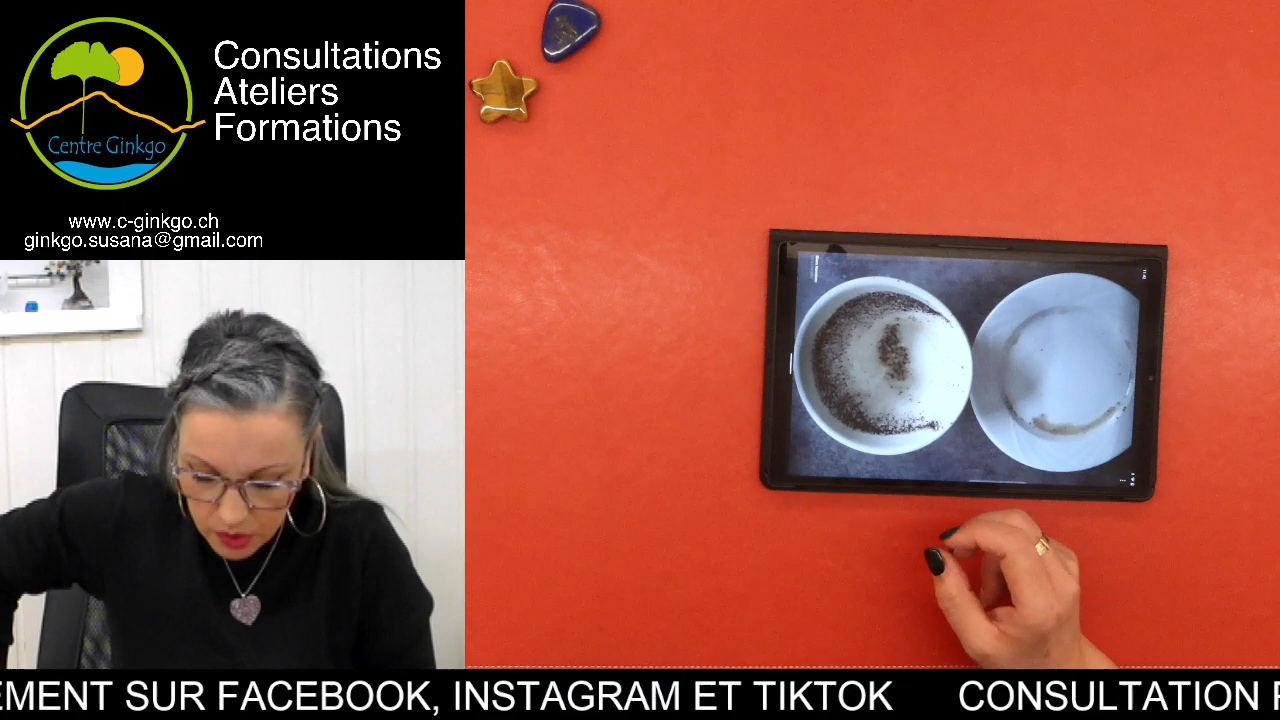 Consultations
Ateliers
Formations
Centre Ginkgo
www.c-ginkgo.ch
ginkgo.susana@gmail.com
EMENT SUR FACEBOOK, INSTAGRAM ET TIKTOK CONSULTATION